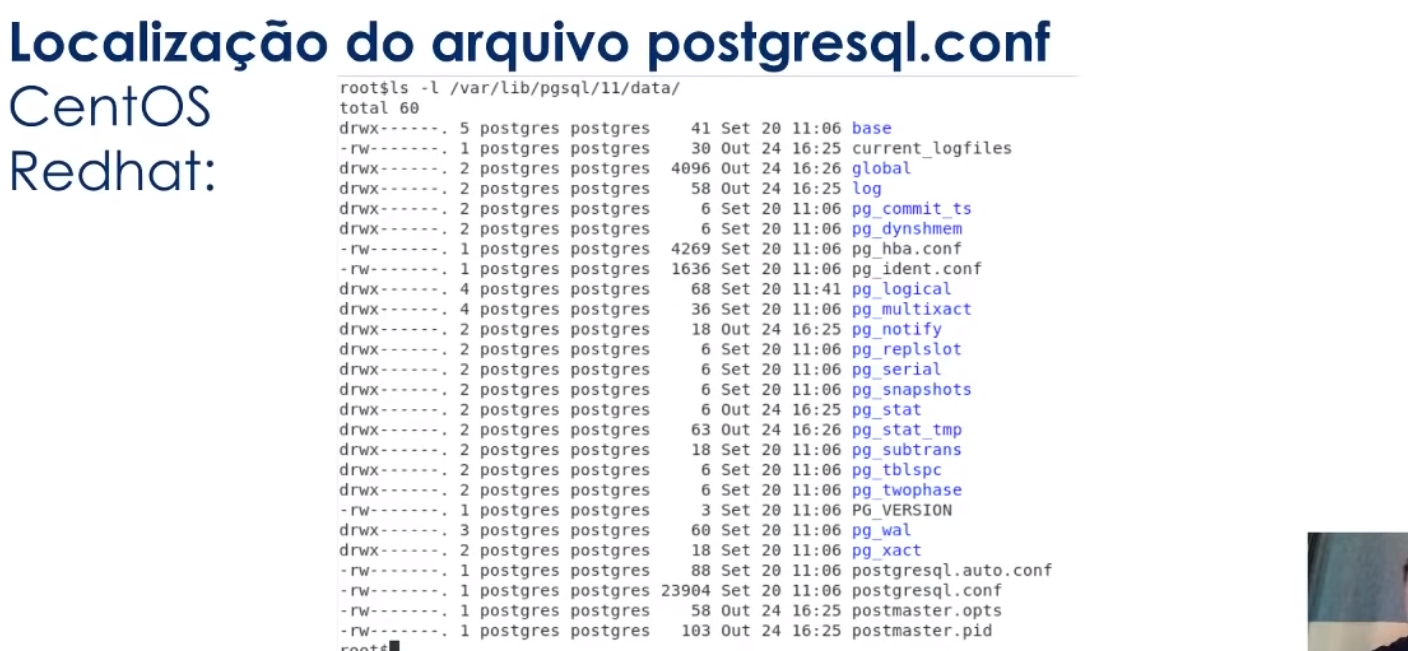 Localização do arquivo postgresql.conf
CentOS
Redhat:
root$ls -l /var/lib/pgsql/11/data/
total 60
drwx------. 5 postgres postgres    41 Set 20 11:06 base
-rw-------. 1 postgres postgres    30 Out 24 16:25 current_logfiles
drwx------. 2 postgres postgres  4096 Out 24 16:26 global
drwx------. 2 postgres postgres    58 Out 24 16:25 log
drwx------. 2 postgres postgres     6 Set 20 11:06 pg_commit_ts
drwx------. 2 postgres postgres     6 Set 20 11:06 pg_dynshmem
-rw-------. 1 postgres postgres  4269 Set 20 11:06 pg_hba.conf
-rw-------. 1 postgres postgres  1636 Set 20 11:06 pg_ident.conf
drwx------. 4 postgres postgres    68 Set 20 11:41 pg_logical
drwx------. 4 postgres postgres    36 Set 20 11:06 pg_multixact
drwx------. 2 postgres postgres    18 Out 24 16:25 pg_notify
drwx------. 2 postgres postgres     6 Set 20 11:06 pg_replslot
drwx------. 2 postgres postgres     6 Set 20 11:06 pg_serial
drwx------. 2 postgres postgres     6 Set 20 11:06 pg_snapshots
drwx------. 2 postgres postgres     6 Out 24 16:25 pg_stat
drwx------. 2 postgres postgres    63 Out 24 16:26 pg_stat_tmp
drwx------. 2 postgres postgres    18 Set 20 11:06 pg_subtrans
drwx------. 2 postgres postgres     6 Set 20 11:06 pg_tblspc
drwx------. 2 postgres postgres     6 Set 20 11:06 pg_twophase
-rw-------. 1 postgres postgres     3 Set 20 11:06 PG_VERSION
drwx------. 3 postgres postgres    60 Set 20 11:06 pg_wal
drwx------. 2 postgres postgres    18 Set 20 11:06 pg_xact
-rw-------. 1 postgres postgres    88 Set 20 11:06 postgresql.auto.conf
-rw-------. 1 postgres postgres 23904 Set 20 11:06 postgresql.conf
-rw-------. 1 postgres postgres    58 Out 24 16:25 postmaster.opts
-rw-------. 1 postgres postgres   103 Out 24 16:25 postmaster.pid
root$